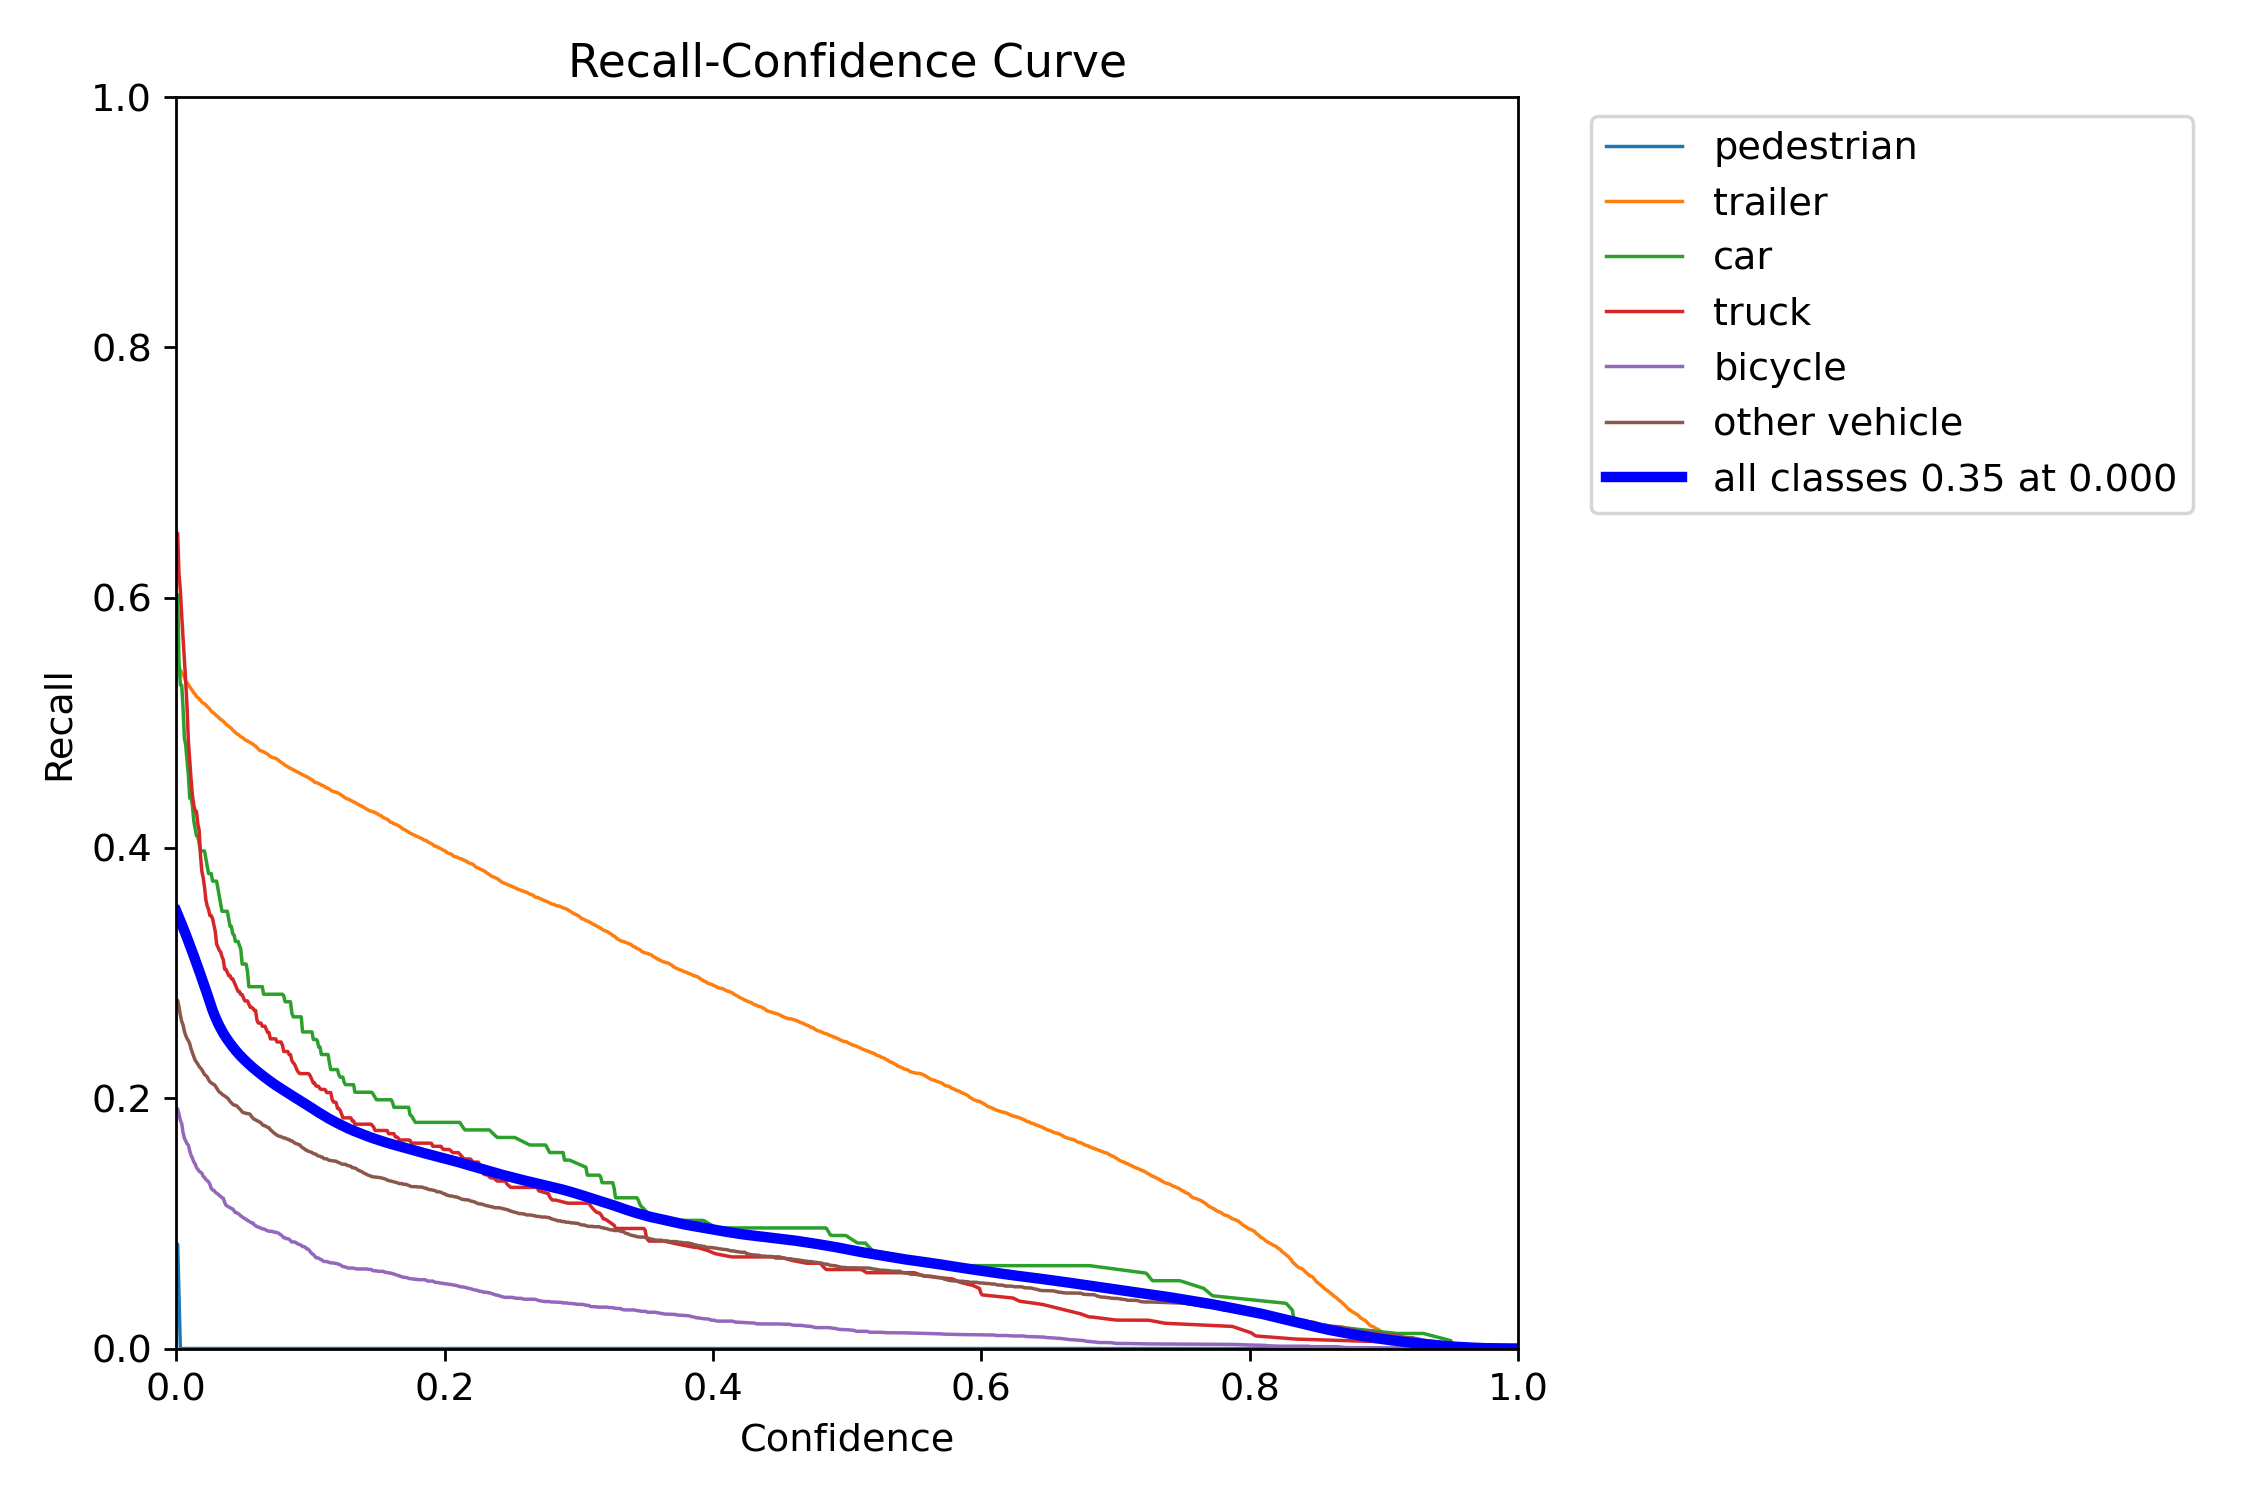 Recall-Confidence Curve
1.0
0.8
0.6
0.4
0.2
0.0
Recall
0.0 0.2 0.4 0.6 0.8 1.0
Confidence
pedestrian
trailer
car
truck
bicycle
other vehicle
all classes 0.35 at 0.000